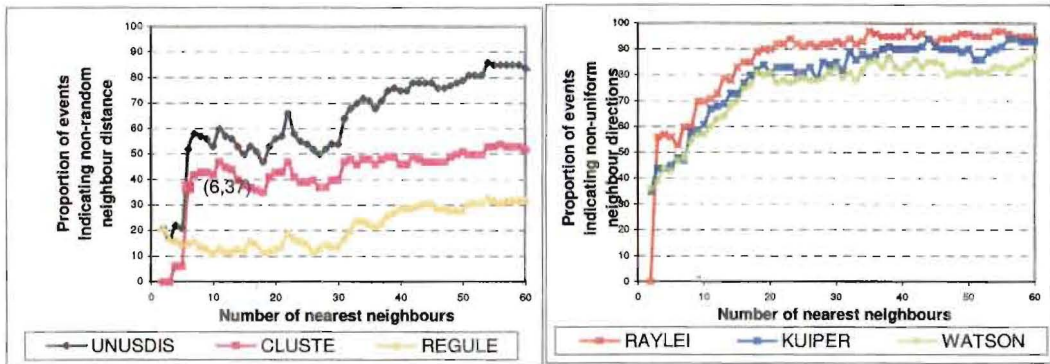 Proportion of events
Indicating non-random
neighbour distance
100
90
80
70
60
50
40
30
20
10
0
(6,37)
0 10 20 30 40 50 60
Number of nearest neighbours
UNUSDIS CLUSTE REGULE
Proportion of events
indicating non-uniform
neighbour directions
100
90
80
70
60
50
40
30
20
10
0
0 10 20 30 40 50 60
Number of nearest neighbours
RAYLEI KUIPER WATSON